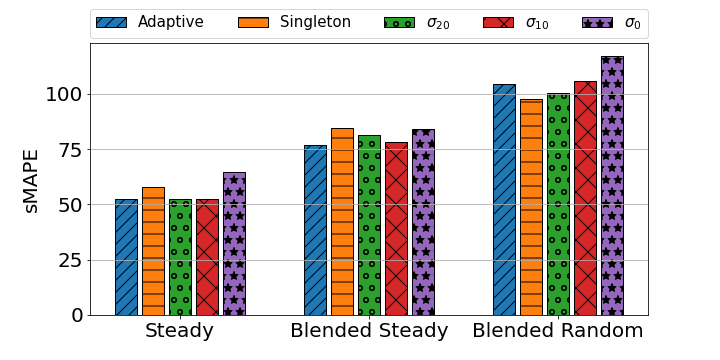 Adaptive Singleton σ₂₀ σ₁₀ σ₀
sMAPE
100
75
50
25
0
Steady Blended Steady Blended Random